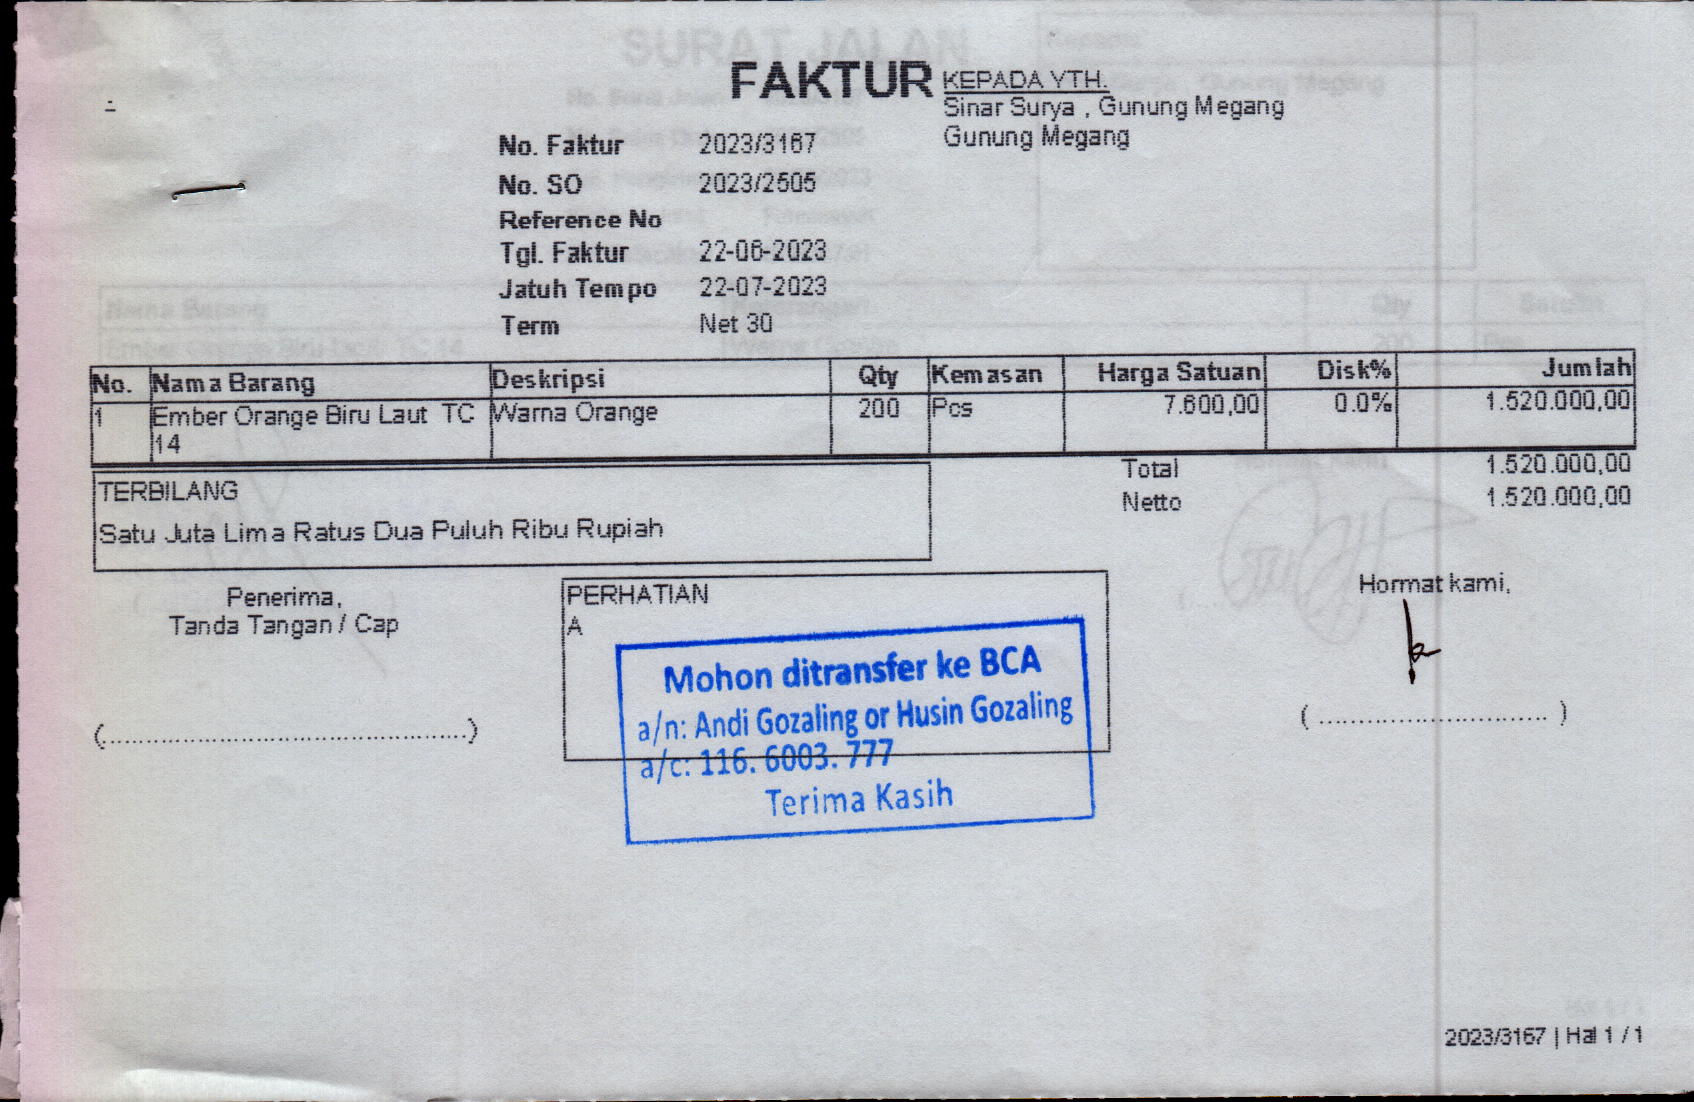 FAKTUR
KEPADA YTH.
Sinar Surya , Gunung Megang
Gunung Megang
No. Faktur 2023/3167
No. SO 2023/2505
Reference No
Tgl. Faktur 22-06-2023
Jatuh Tempo 22-07-2023
Term Net 30
No. Nama Barang Deskripsi Qty Kemasan Harga Satuan Disk% Jumlah
1 Ember Orange Biru Laut TC Warna Orange 200 Pcs 7.600,00 0.0% 1.520.000,00
14
Total 1.520.000,00
Netto 1.520.000,00
TERBILANG
Satu Juta Lima Ratus Dua Puluh Ribu Rupiah
Penerima,
Tanda Tangan / Cap
(..................................................)
PERHATIAN
A
Mohon ditransfer ke BCA
a/n: Andi Gozaling or Husin Gozaling
a/c: 116. 6003. 777
Terima Kasih
Hormat kami,
( ................................ )
2023/3167 | Hal 1 / 1